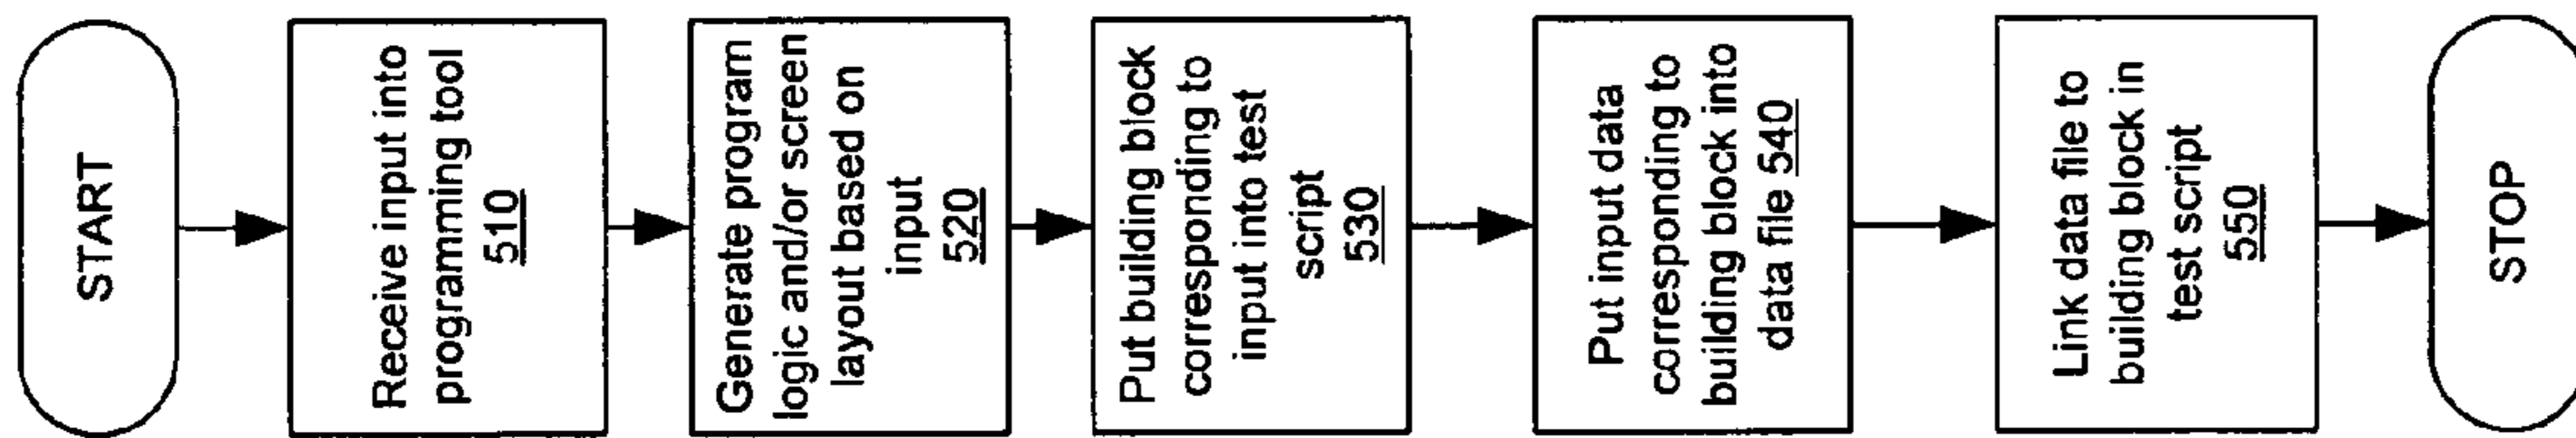 START
Receive input into
programming tool
510
Generate program
logic and/or screen
layout based on
input
520
Put building block
corresponding to
input into test
script
530
Put input data
corresponding to
building block into
data file 540
Link data file to
building block in
test script
550
STOP